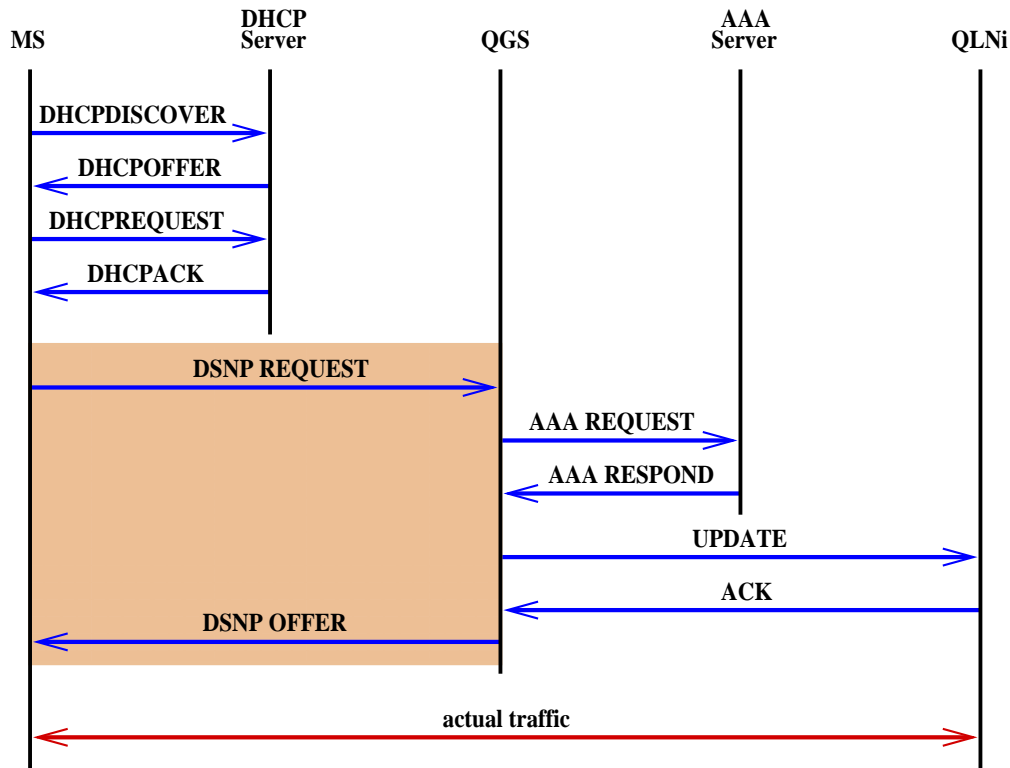 MS
DHCP
Server
QGS
AAA
Server
QLNi
DHCPDISCOVER
DHCPOFFER
DHCPREQUEST
DHCPACK
DSNP REQUEST
AAA REQUEST
AAA RESPOND
UPDATE
ACK
DSNP OFFER
actual traffic